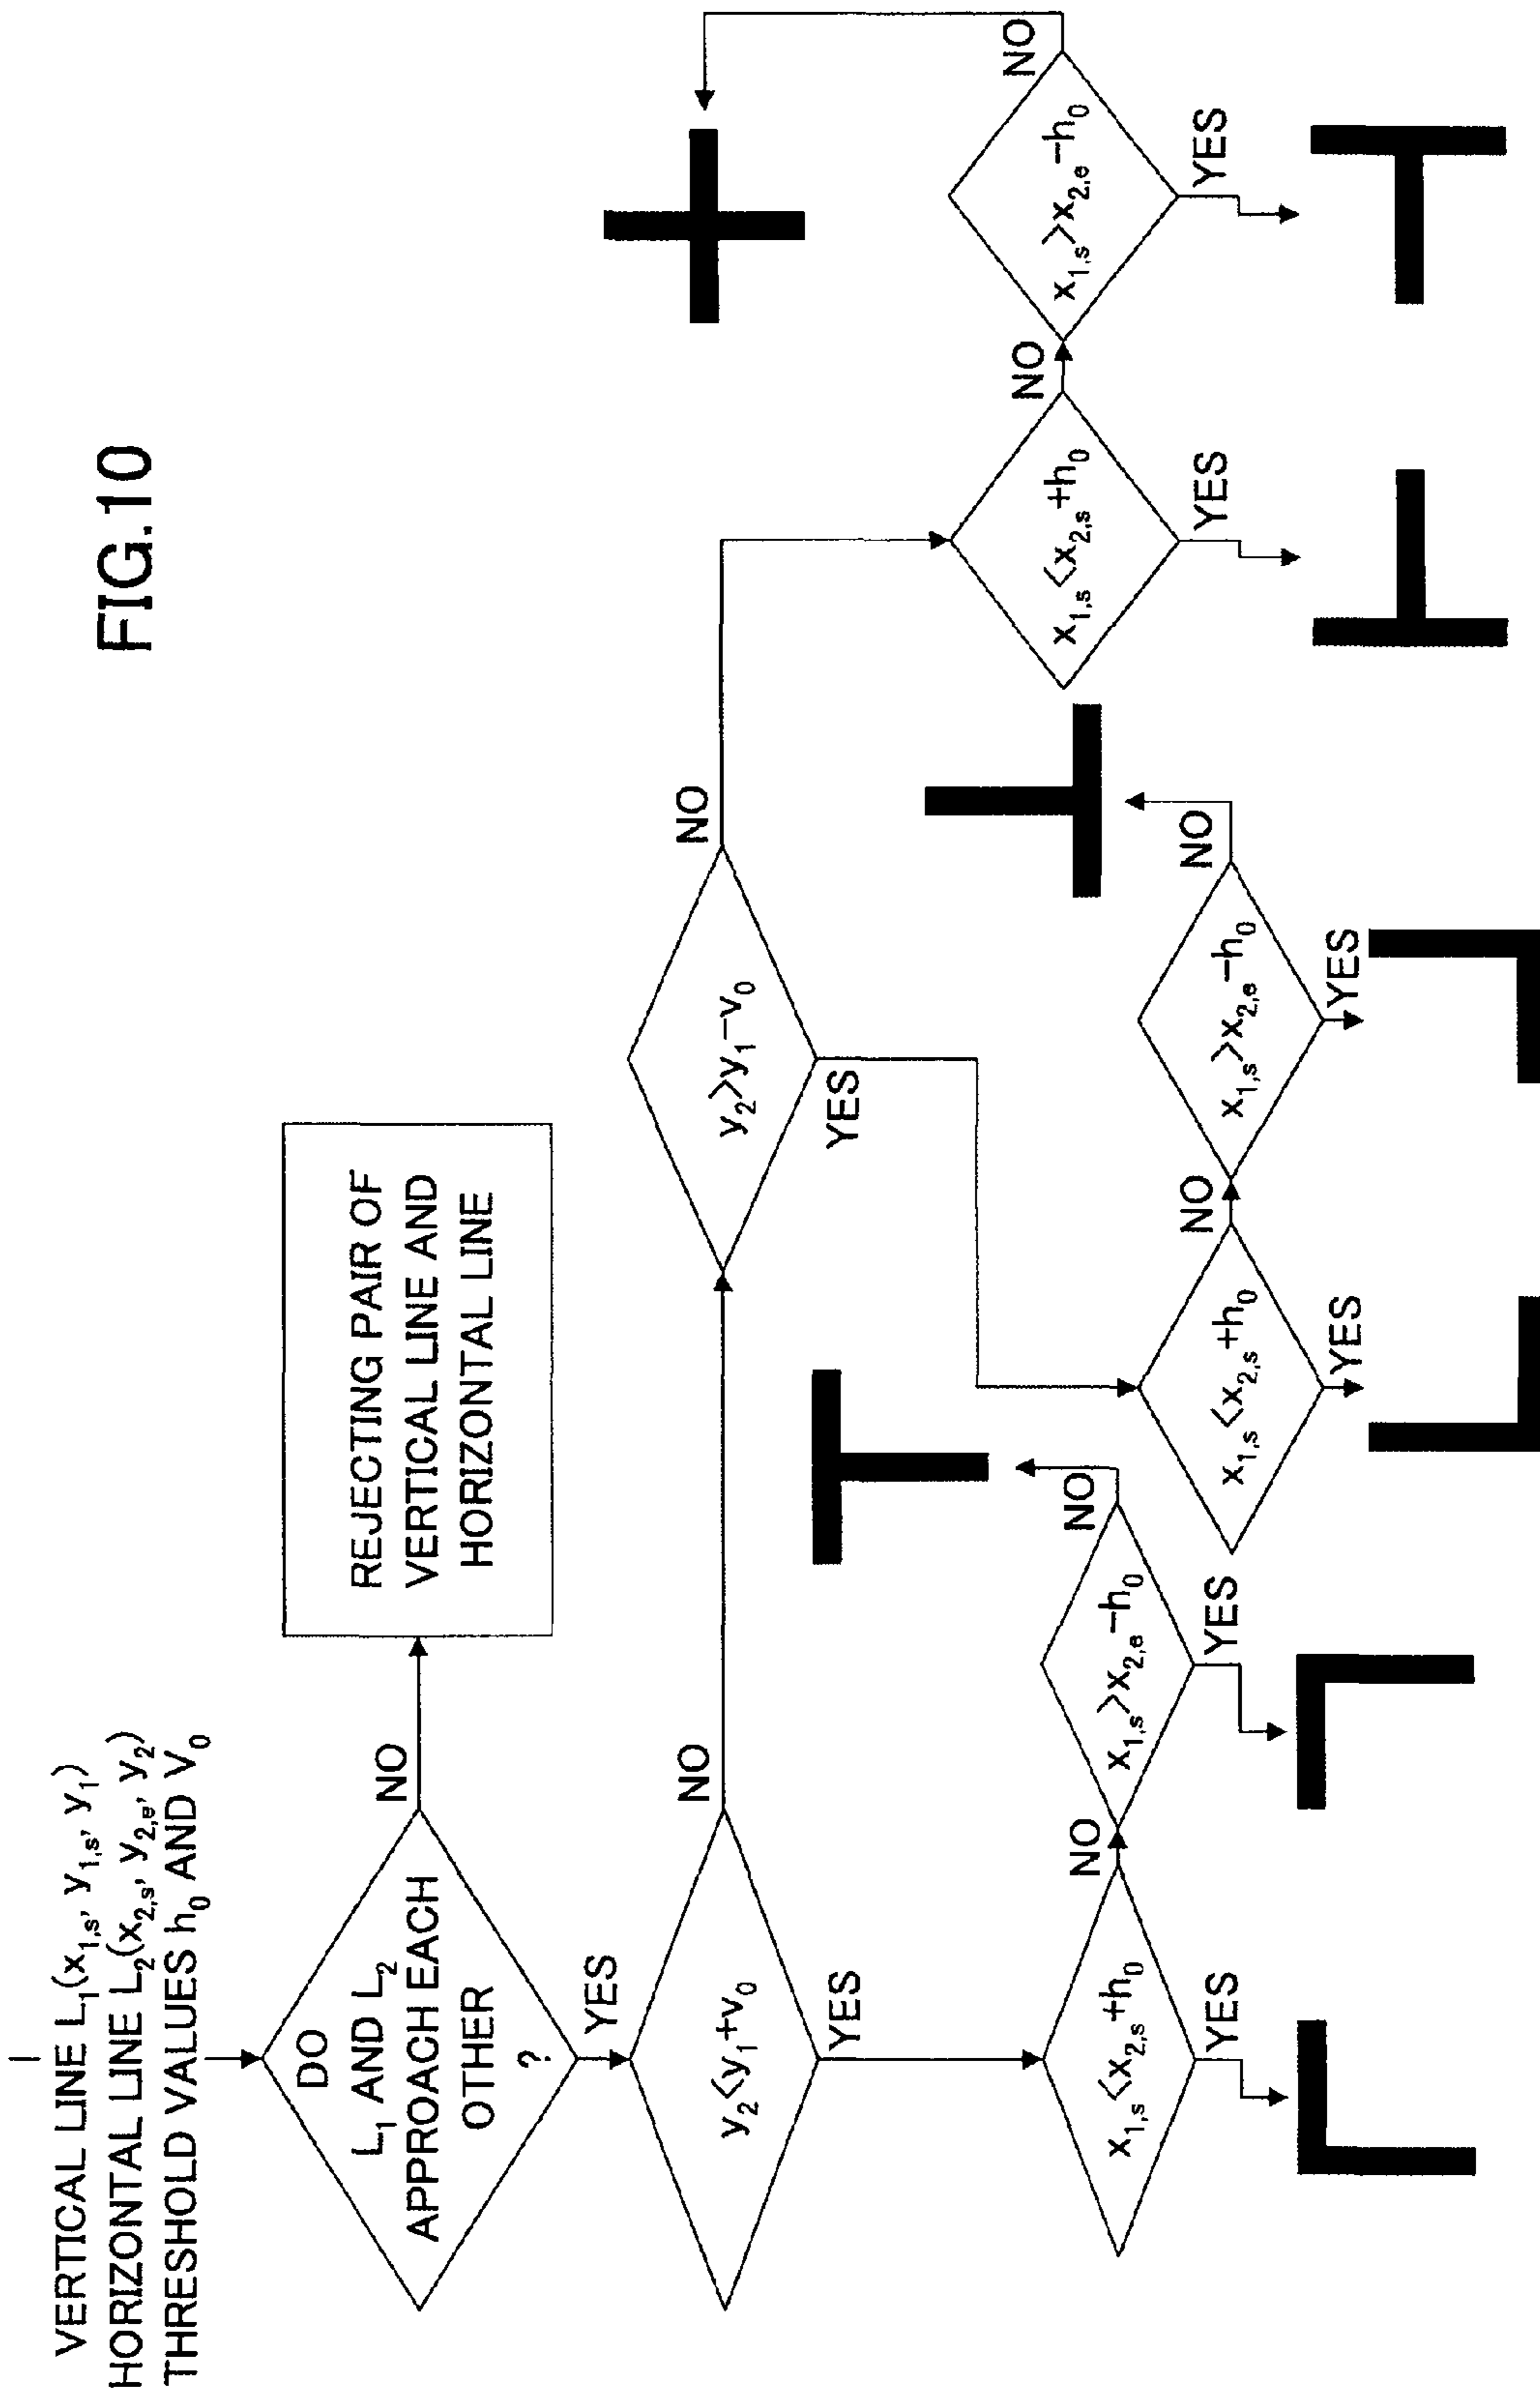 FIG.10
VERTICAL LINE L₁(x₁,ₛ, y₁,ₛ, y₁)
HORIZONTAL LINE L₂(x₂,ₛ, y₂,ₑ, y₂)
THRESHOLD VALUES h₀ AND V₀
DO
L₁ AND L₂
APPROACH EACH
OTHER
?
NO
REJECTING PAIR OF
VERTICAL LINE AND
HORIZONTAL LINE
YES
y₂<y₁+v₀
NO
y₂>y₁−v₀
NO
YES
YES
x₁,ₛ<x₂,ₛ+h₀
NO
x₁,ₛ>x₂,ₑ−h₀
NO
YES
YES
x₁,ₛ<x₂,ₛ+h₀
NO
x₁,ₛ>x₂,ₑ−h₀
NO
YES
YES
x₁,ₛ<x₂,ₛ+h₀
NO
x₁,ₛ>x₂,ₑ−h₀
NO
YES
YES